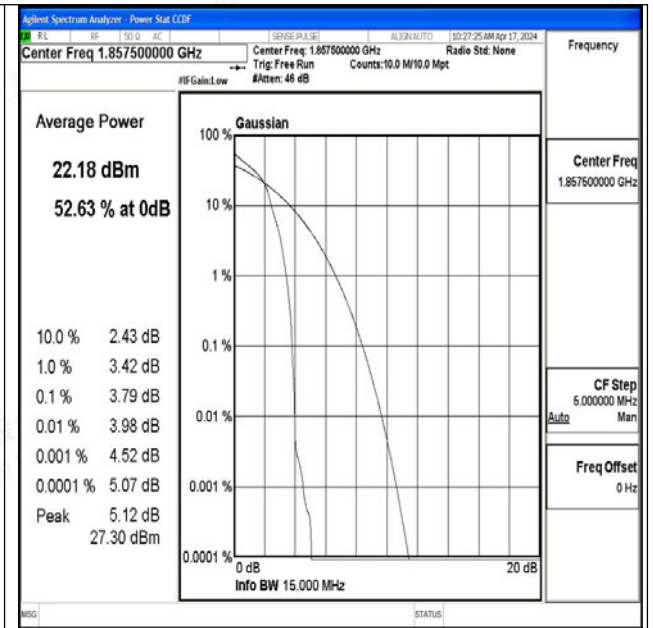 Agilent Spectrum Analyzer - Power Stat CCDF
RL RF 50 Ω AC SENSE:PULSE ALIGN AUTO 10:27:25 AM Apr 17, 2024
Center Freq 1.857500000 GHz
Center Freq: 1.857500000 GHz Radio Std: None
Trig: Free Run Counts:10.0 M/10.0 Mpt
#IFGain:Low #Atten: 46 dB
Frequency
Average Power
22.18 dBm
52.63 % at 0dB
10.0 % 2.43 dB
1.0 % 3.42 dB
0.1 % 3.79 dB
0.01 % 3.98 dB
0.001 % 4.52 dB
0.0001 % 5.07 dB
Peak 5.12 dB
27.30 dBm
Gaussian
100 %
10 %
1 %
0.1 %
0.01 %
0.001 %
0.0001 %
0 dB 20 dB
Info BW 15.000 MHz
Center Freq
1.857500000 GHz
CF Step
5.000000 MHz
Auto Man
Freq Offset
0 Hz
MSG STATUS